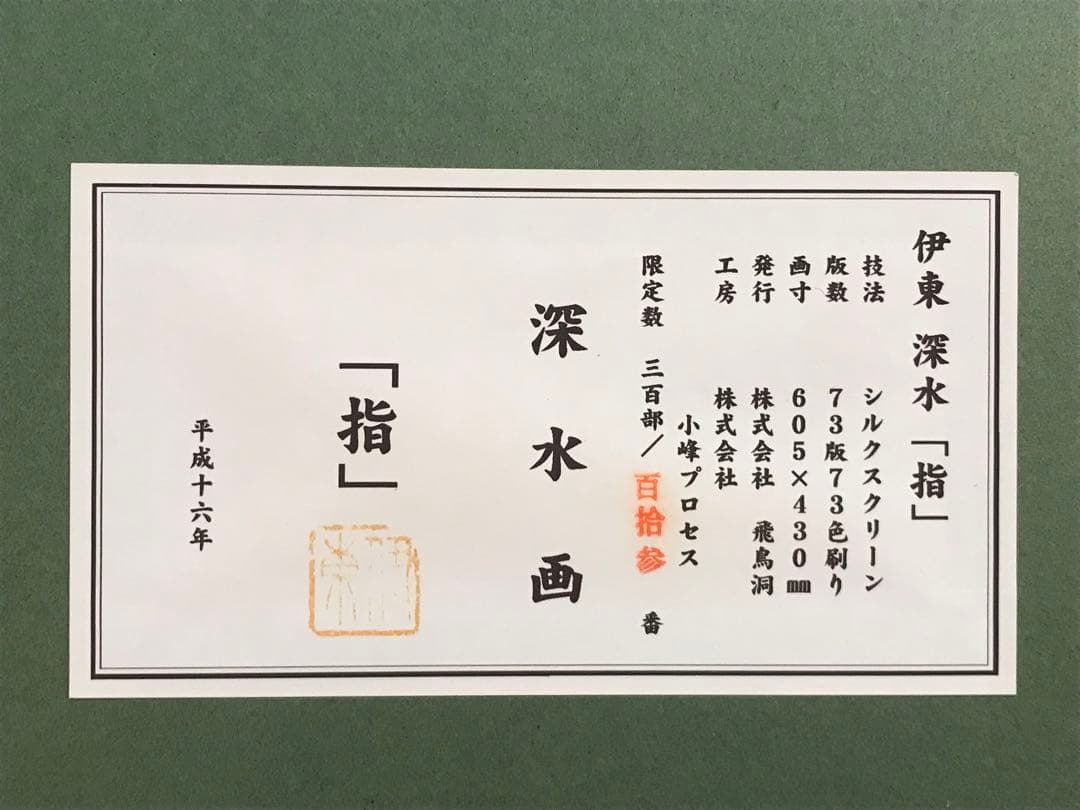 伊東 深水「指」
技法 シルクスクリーン
版数 73版73色刷り
画寸 605×430㎜
発行 株式会社 飛鳥洞
工房 株式会社
小峰プロセス
限定数 三百部／百拾参 番
深水画
「指」
平成十六年